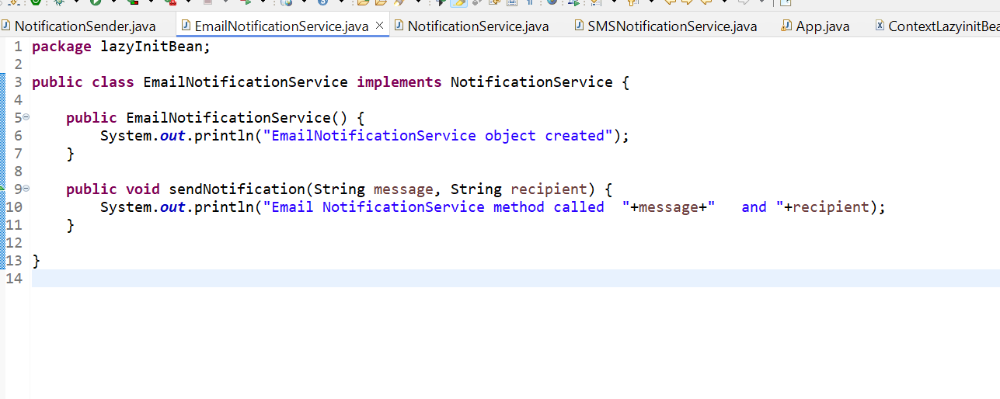 NotificationSender.java EmailNotificationService.java NotificationService.java SMSNotificationService.java App.java ContextLazyinitBea
1 package lazyInitBean;
2
3 public class EmailNotificationService implements NotificationService {
4
5 public EmailNotificationService() {
6 System.out.println("EmailNotificationService object created");
7 }
8
9 public void sendNotification(String message, String recipient) {
10 System.out.println("Email NotificationService method called  "+message+"   and "+recipient);
11 }
12
13 }
14